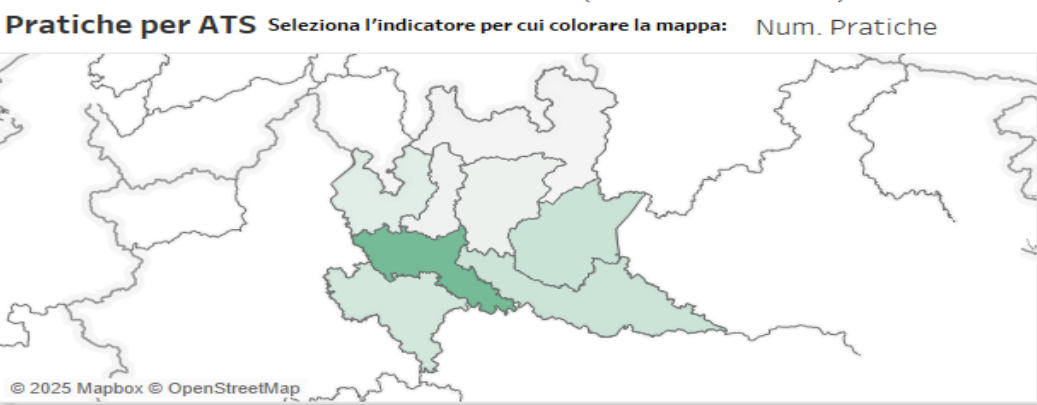 Pratiche per ATS Seleziona l'indicatore per cui colorare la mappa: Num. Pratiche
© 2025 Mapbox © OpenStreetMap